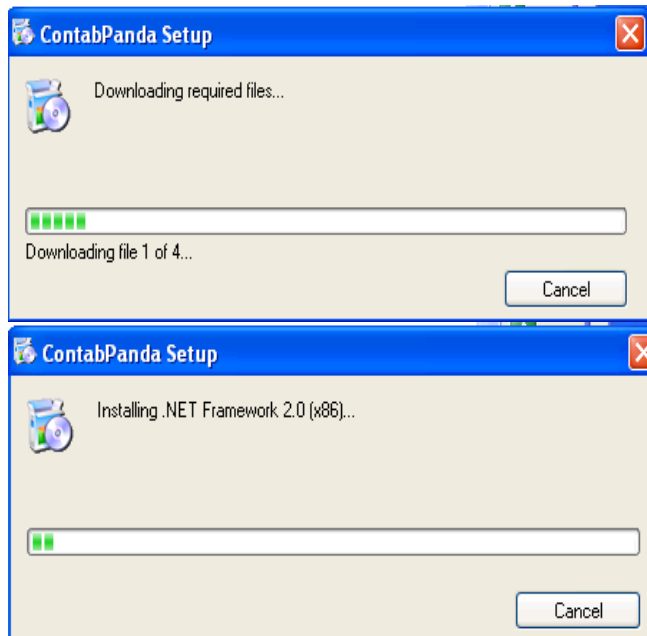 ContabPanda Setup
Downloading required files...
Downloading file 1 of 4...
Cancel
ContabPanda Setup
Installing .NET Framework 2.0 (x86)...
Cancel